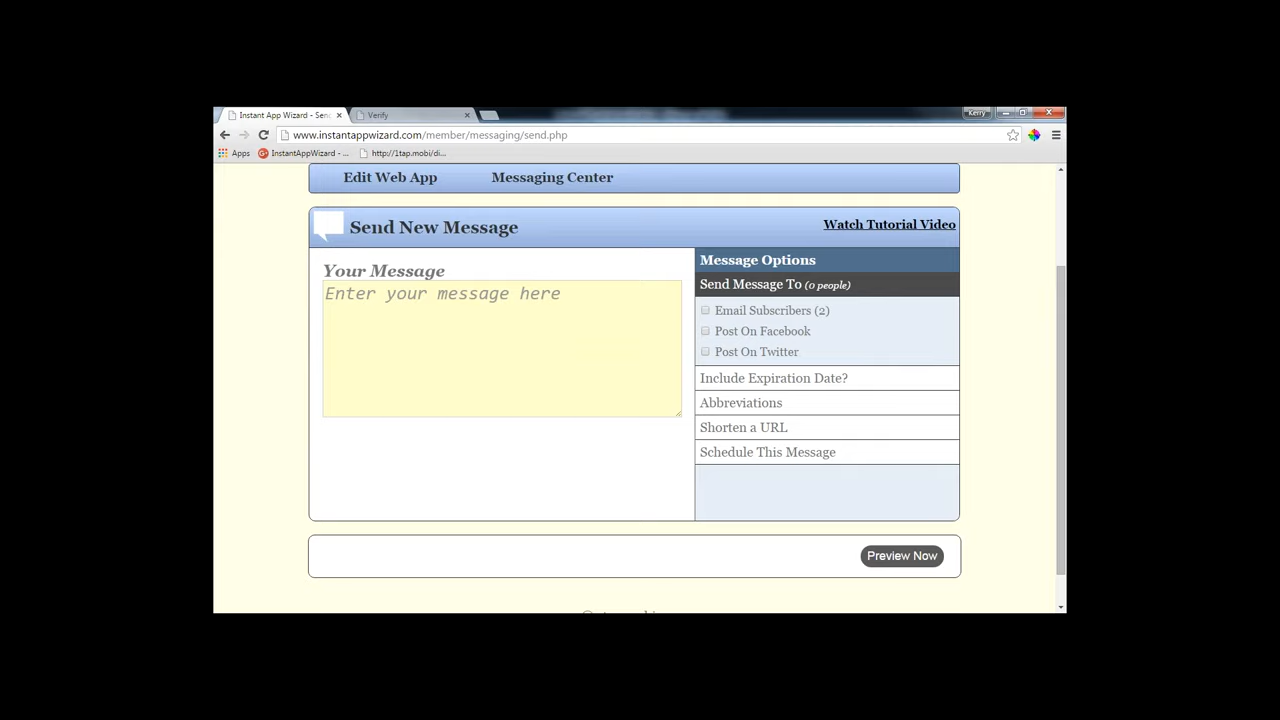 Instant App Wizard - Send
Verify
Kerry
www.instantappwizard.com/member/messaging/send.php
Apps
InstantAppWizard - ...
http://1tap.mobi/di...
Edit Web App
Messaging Center
Send New Message
Watch Tutorial Video
Your Message
Enter your message here
Message Options
Send Message To (0 people)
Email Subscribers (2)
Post On Facebook
Post On Twitter
Include Expiration Date?
Abbreviations
Shorten a URL
Schedule This Message
Preview Now